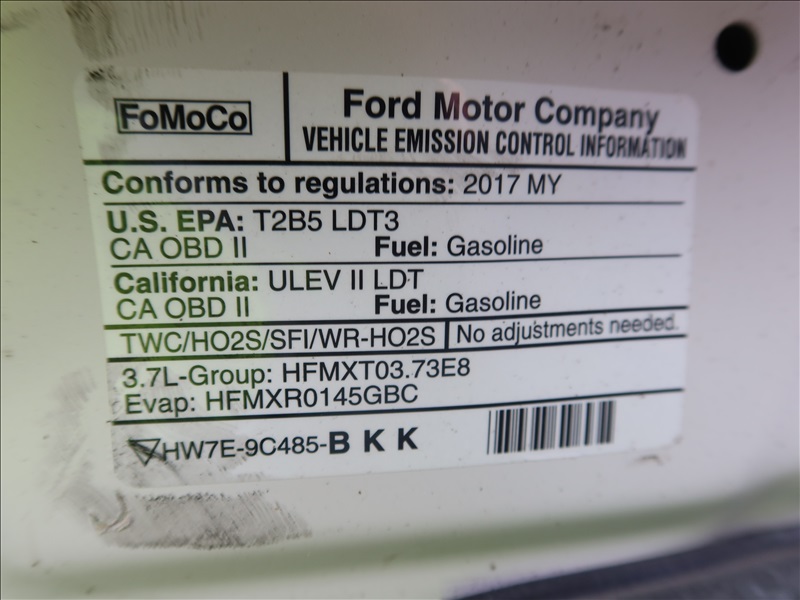 FoMoCo
Ford Motor Company
VEHICLE EMISSION CONTROL INFORMATION
Conforms to regulations: 2017 MY
U.S. EPA: T2B5 LDT3
CA OBD II Fuel: Gasoline
California: ULEV II LDT
CA OBD II Fuel: Gasoline
TWC/HO2S/SFI/WR-HO2S No adjustments needed.
3.7L-Group: HFMXT03.73E8
Evap: HFMXR0145GBC
HW7E-9C485-B K K